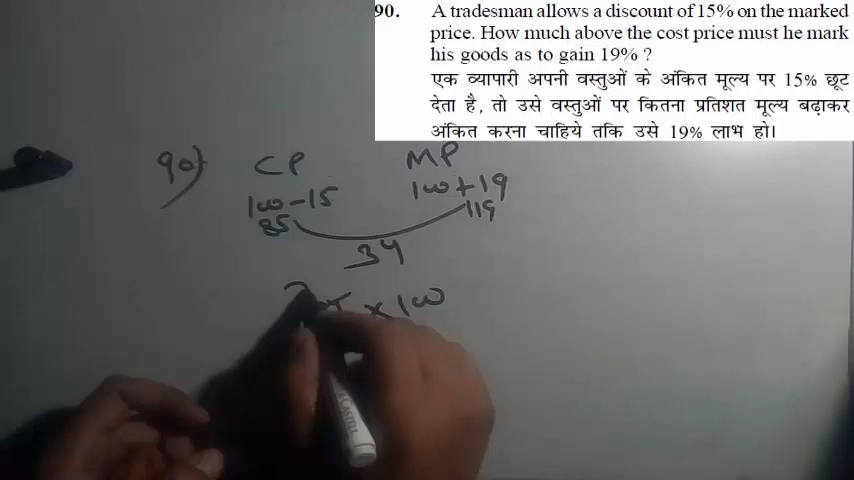 90. A tradesman allows a discount of 15% on the marked
price. How much above the cost price must he mark
his goods as to gain 19% ?
एक व्यापारी अपनी वस्तुओं के अंकित मूल्य पर 15% छूट
देता है, तो उसे वस्तुओं पर कितना प्रतिशत मूल्य बढ़ाकर
अंकित करना चाहिये तकि उसे 19% लाभ हो।
90) CP MP
100-15 100+19
85 119
34
x 100